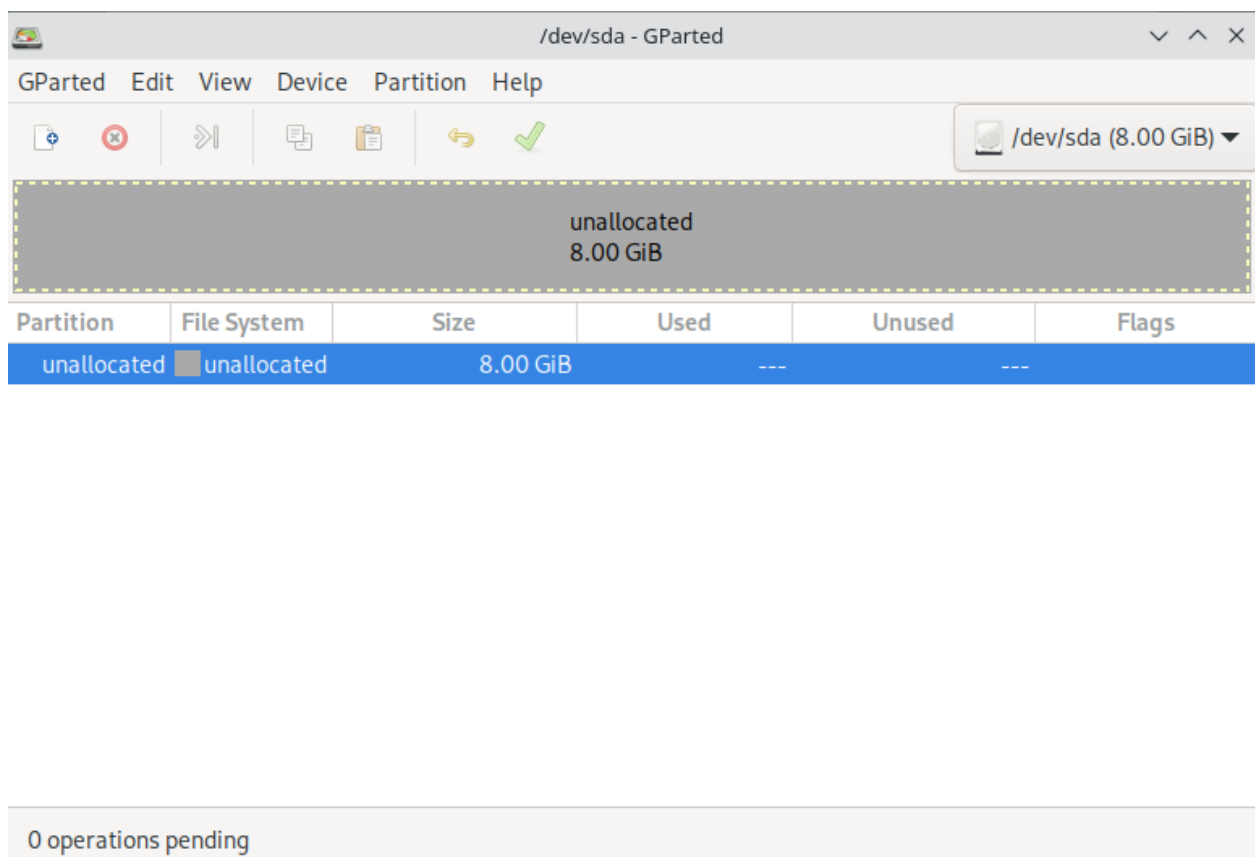 /dev/sda - GParted
GParted Edit View Device Partition Help
/dev/sda (8.00 GiB)
unallocated
8.00 GiB
Partition File System Size Used Unused Flags
unallocated unallocated 8.00 GiB --- ---
0 operations pending